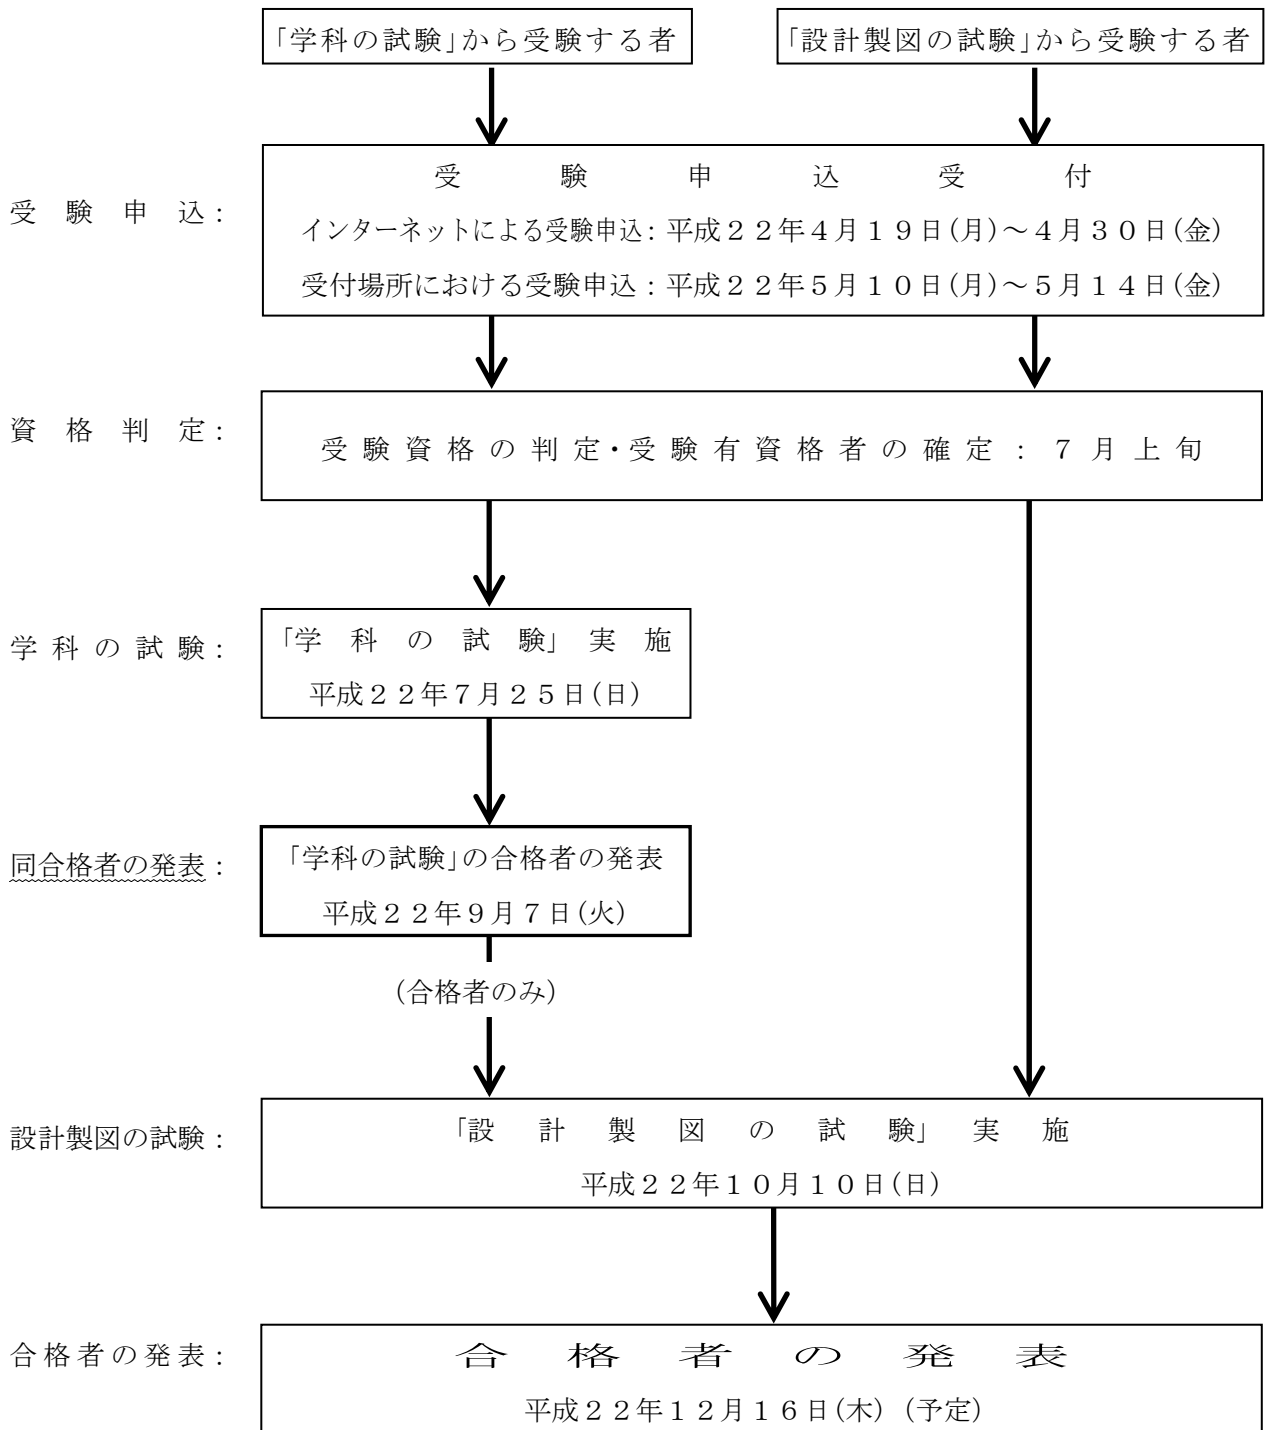 「学科の試験」から受験する者
「設計製図の試験」から受験する者
受験申込：
受験申込受付
インターネットによる受験申込：平成２２年４月１９日(月)～４月３０日(金)
受付場所における受験申込：平成２２年５月１０日(月)～５月１４日(金)
資格判定：
受験資格の判定・受験有資格者の確定：７月上旬
学科の試験：
「学科の試験」実施
平成２２年７月２５日(日)
同合格者の発表：
「学科の試験」の合格者の発表
平成２２年９月７日(火)
(合格者のみ)
設計製図の試験：
「設計製図の試験」実施
平成２２年１０月１０日(日)
合格者の発表：
合格者の発表
平成２２年１２月１６日(木)(予定)